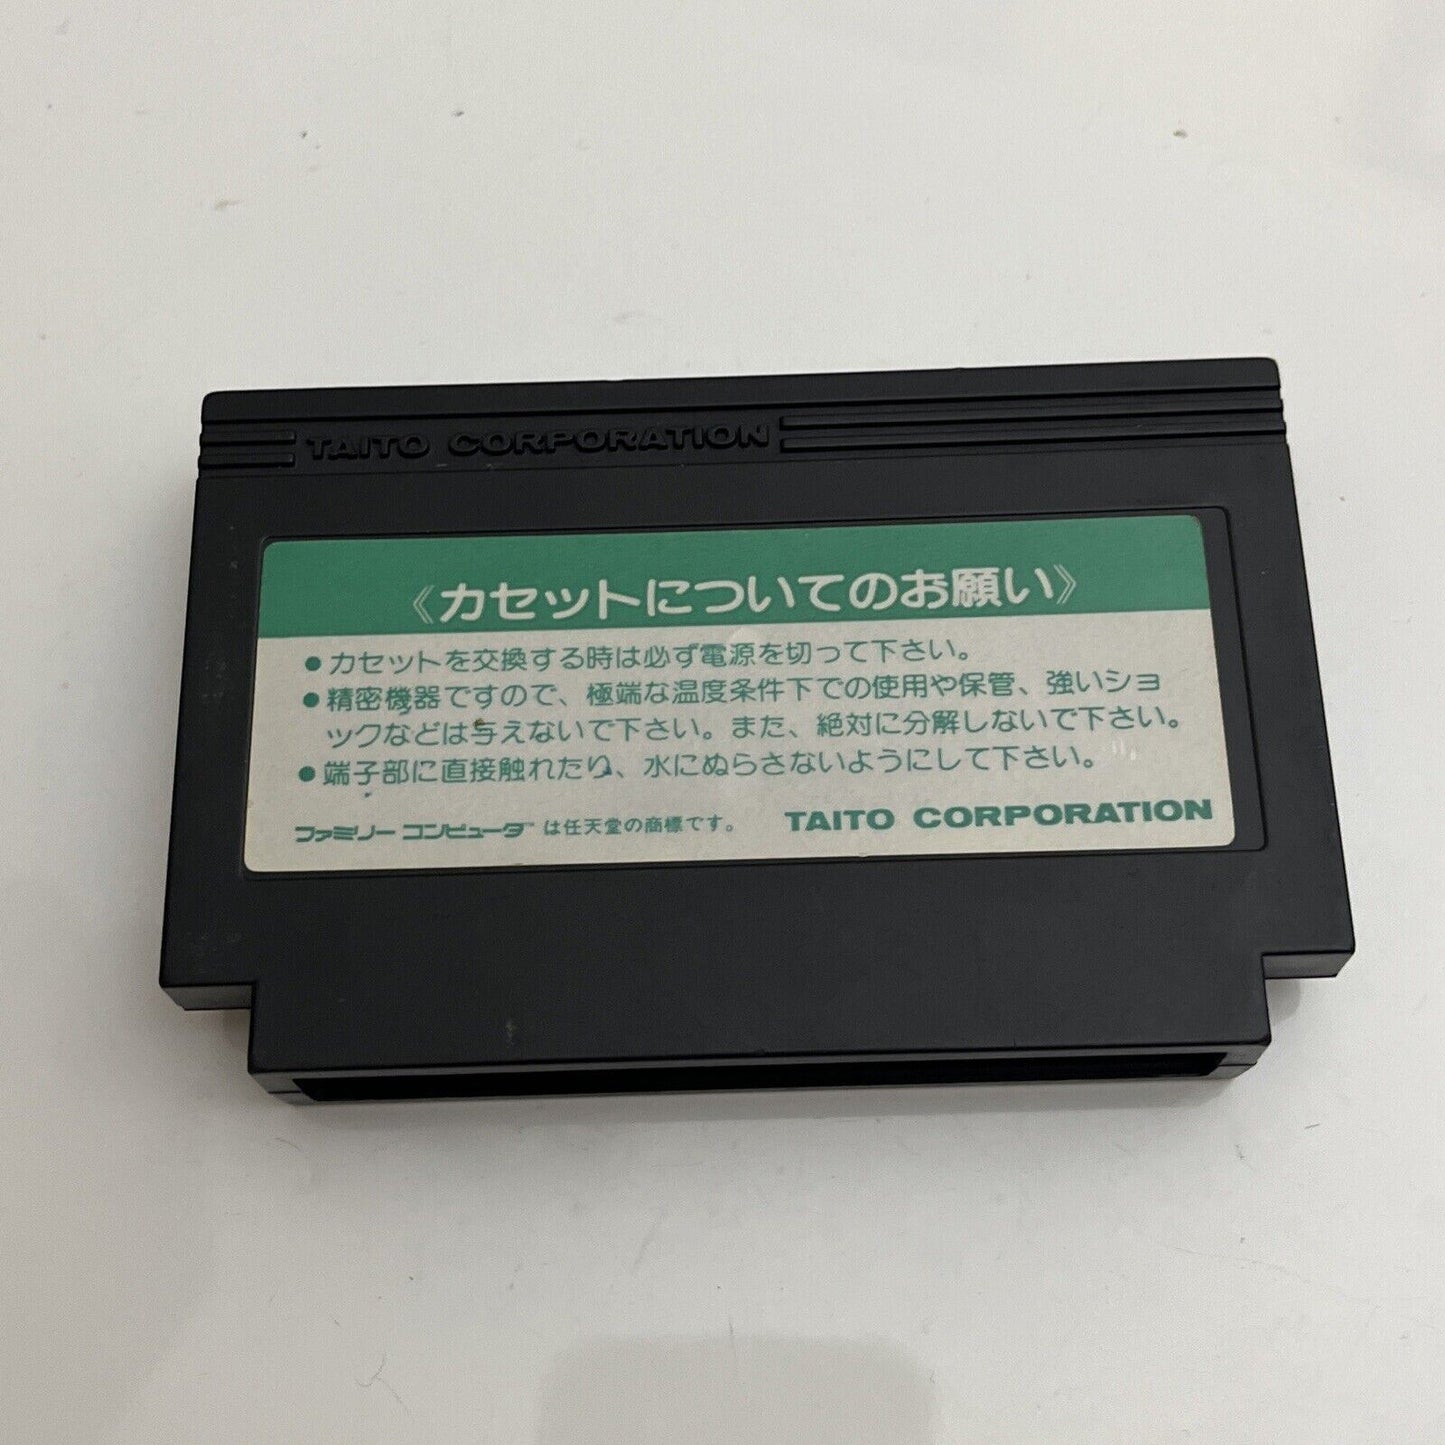 TAITO CORPORATION
《カセットについてのお願い》
●カセットを交換する時は必ず電源を切って下さい。
●精密機器ですので、極端な温度条件下での使用や保管、強いショ
ックなどは与えないで下さい。また、絶対に分解しないで下さい。
●端子部に直接触れたり、水にぬらさないようにして下さい。
ファミリー コンピュータ™ は任天堂の商標です。 TAITO CORPORATION